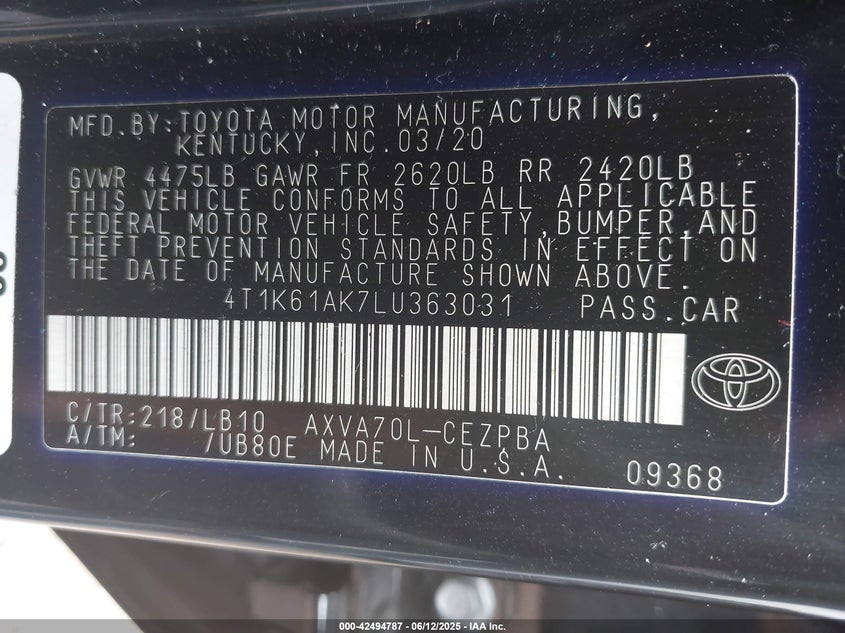 MFD.BY:TOYOTA MOTOR MANUFACTURING,
KENTUCKY,INC.03/20
GVWR 4475LB GAWR FR 2620LB RR 2420LB
THIS VEHICLE CONFORMS TO ALL APPLICABLE
FEDERAL MOTOR VEHICLE SAFETY,BUMPER,AND
THEFT PREVENTION STANDARDS IN EFFECT ON
THE DATE OF MANUFACTURE SHOWN ABOVE.
4T1K61AK7LU363031 PASS.CAR
C/TR:218/LB10 AXVA70L-CEZPBA
A/TM: /UB80E MADE IN U.S.A.
09368
000-42494787 - 06/12/2025 - IAA Inc.